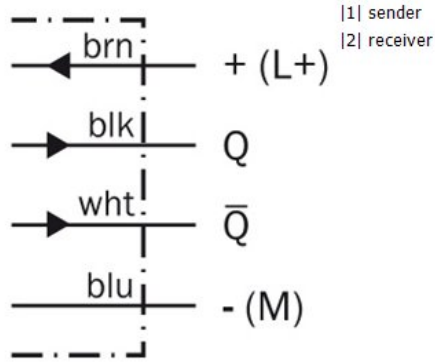 |1| sender
|2| receiver
brn + (L+)
blk Q
wht Q̅
blu - (M)